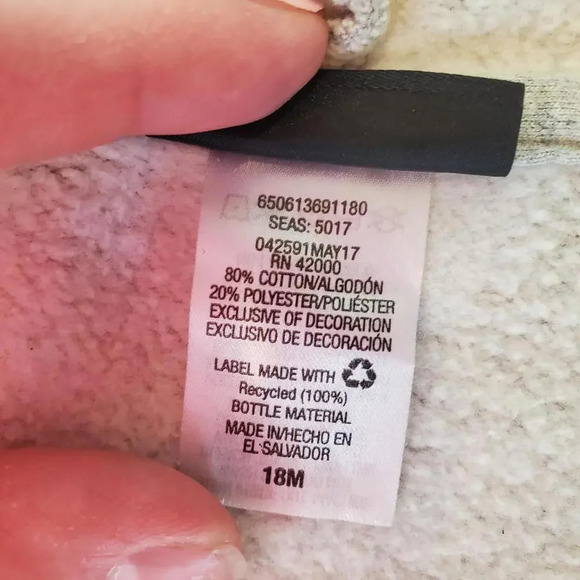 650613691180
SEAS: 5017
042591MAY17
RN 42000
80% COTTON/ALGODÓN
20% POLYESTER/POLIÉSTER
EXCLUSIVE OF DECORATION
EXCLUSIVO DE DECORACIÓN
LABEL MADE WITH
Recycled (100%)
BOTTLE MATERIAL
MADE IN/HECHO EN
EL SALVADOR
18M